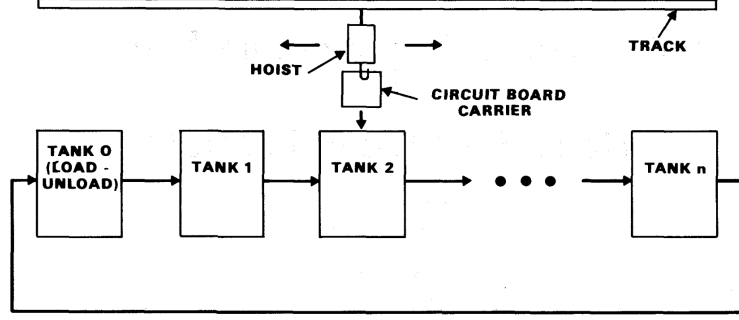 TRACK
HOIST
CIRCUIT BOARD
CARRIER
TANK 0
(LOAD -
UNLOAD)
TANK 1
TANK 2
TANK n